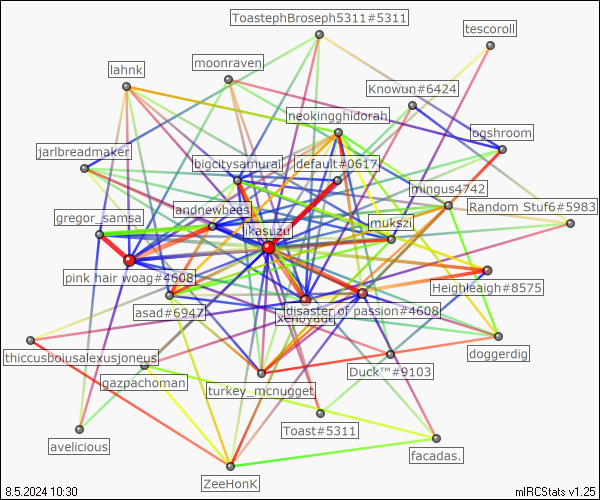 ToastephBroseph5311#5311
tescoroll
moonraven
lahnk
Knowun#6424
neokingghidorah
ogshroom
jarlbreadmaker
bigcitysamurai
default#0617
mingus4742
andnewbees
Random Stuf6#5983
gregor_samsa
mukszi
ikasuzu
pink hair woag#4608
Heighleaigh#8575
asad#6947
disaster of passion#4608
doggerdig
thiccusboiusalexusjoneus
Duck™#9103
gazpachoman
turkey_mcnugget
Toast#5311
avelicious
facadas.
ZeeHonK
8.5.2024 10:30
mIRCStats v1.25